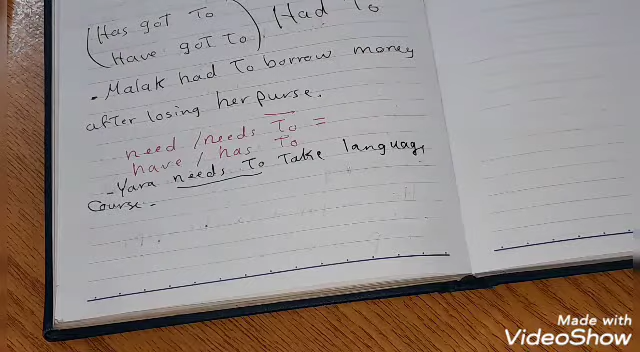 (Has got To
Have got To). Had To
. Malak had To borrow money
after losing her purse.
need / needs To =
have / has To
- Yara needs To Take language
Course.
Made with
VideoShow